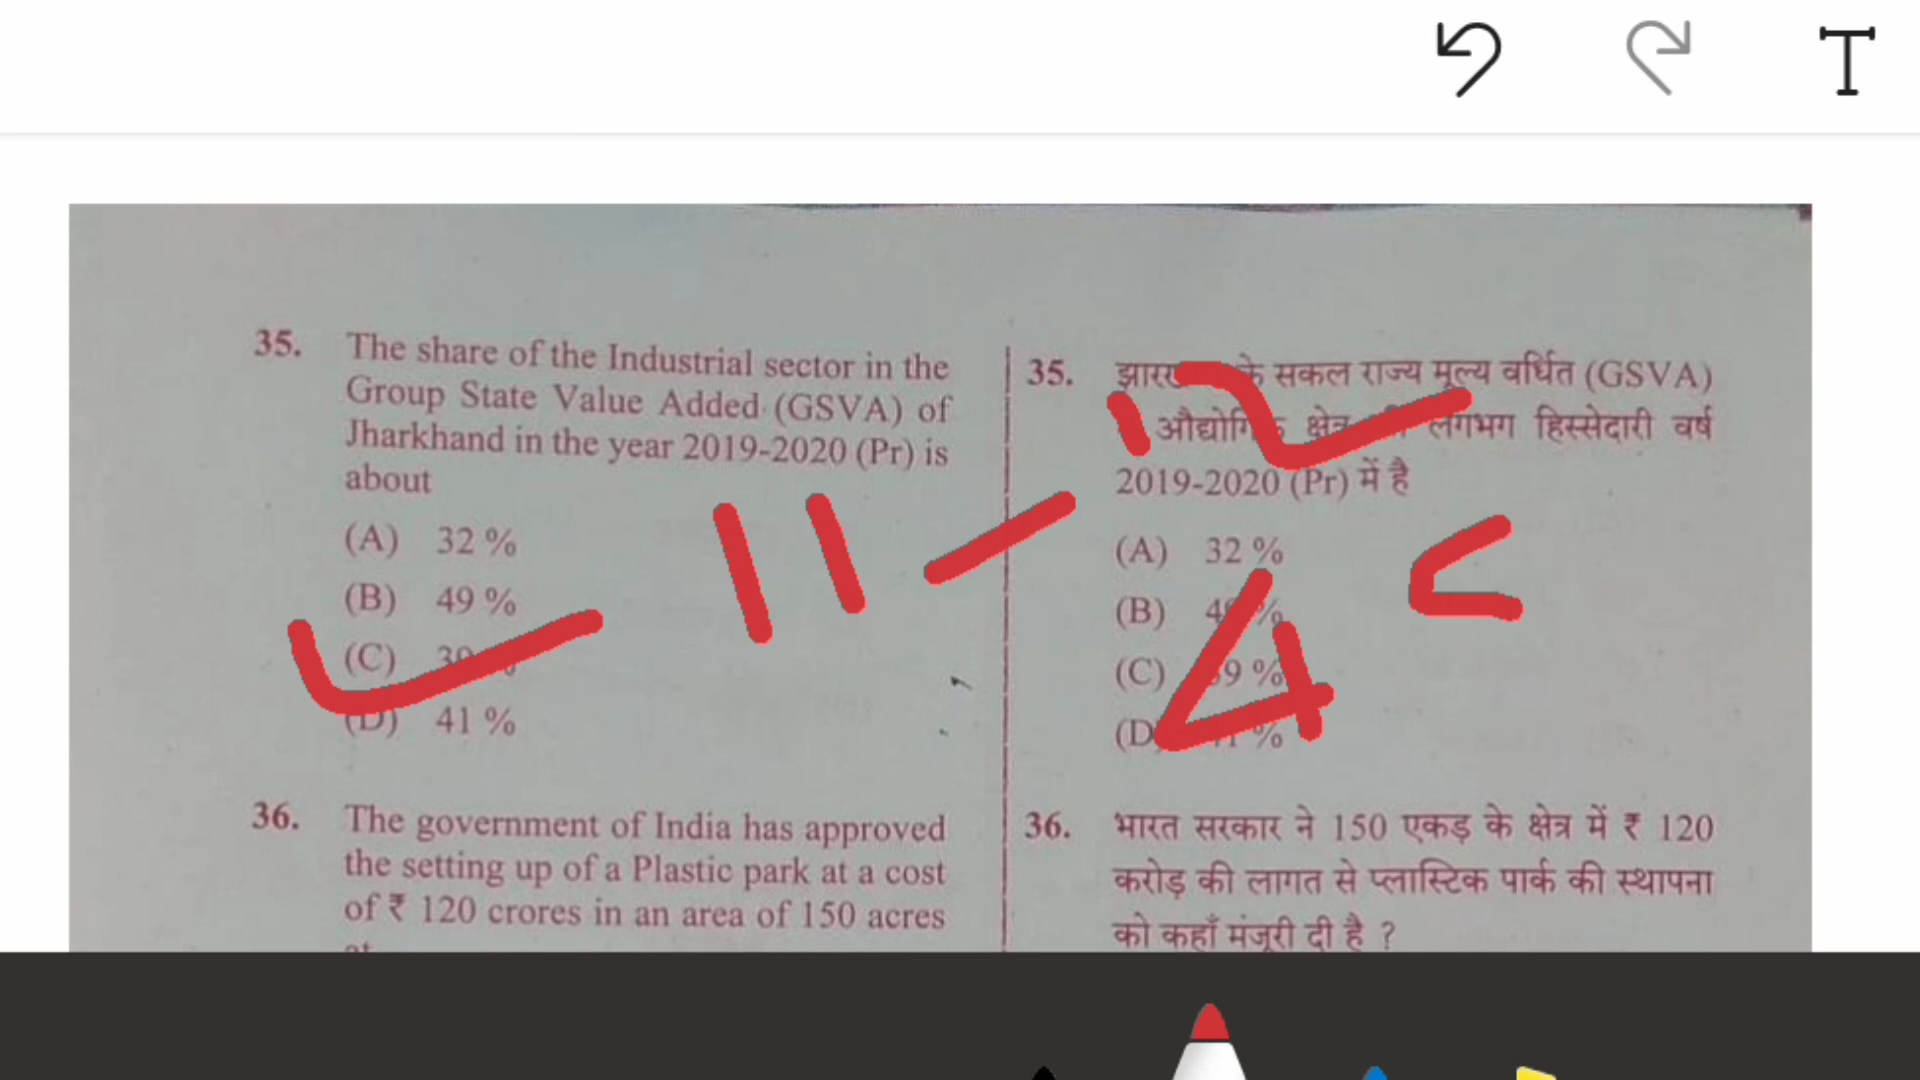 T
35. The share of the Industrial sector in the
Group State Value Added (GSVA) of
Jharkhand in the year 2019-2020 (Pr) is
about
(A) 32 %
(B) 49 %
(C)
(D) 41 %
36. The government of India has approved
the setting up of a Plastic park at a cost
of ₹ 120 crores in an area of 150 acres
at
11 -
35. के सकल राज्य मूल्य वर्धित (GSVA)
क्षेत्र लगभग हिस्सेदारी वर्ष
2019-2020 (Pr) में है
(A) 32 %
(B)
(C)
(D)
36. भारत सरकार ने 150 एकड़ के क्षेत्र में ₹ 120
करोड़ की लागत से प्लास्टिक पार्क की स्थापना
को कहाँ मंजूरी दी है ?